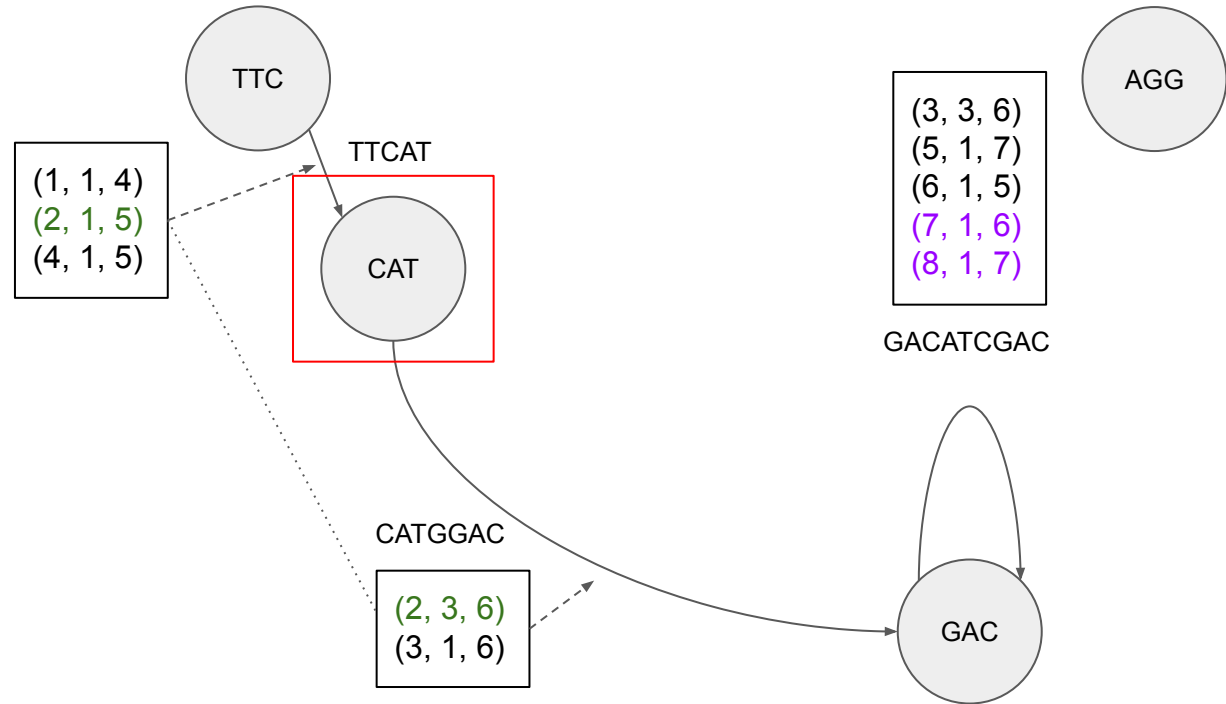 TTC
AGG
TTCAT
(1, 1, 4)
(2, 1, 5)
(4, 1, 5)
CAT
(3, 3, 6)
(5, 1, 7)
(6, 1, 5)
(7, 1, 6)
(8, 1, 7)
GACATCGAC
CATGGAC
(2, 3, 6)
(3, 1, 6)
GAC